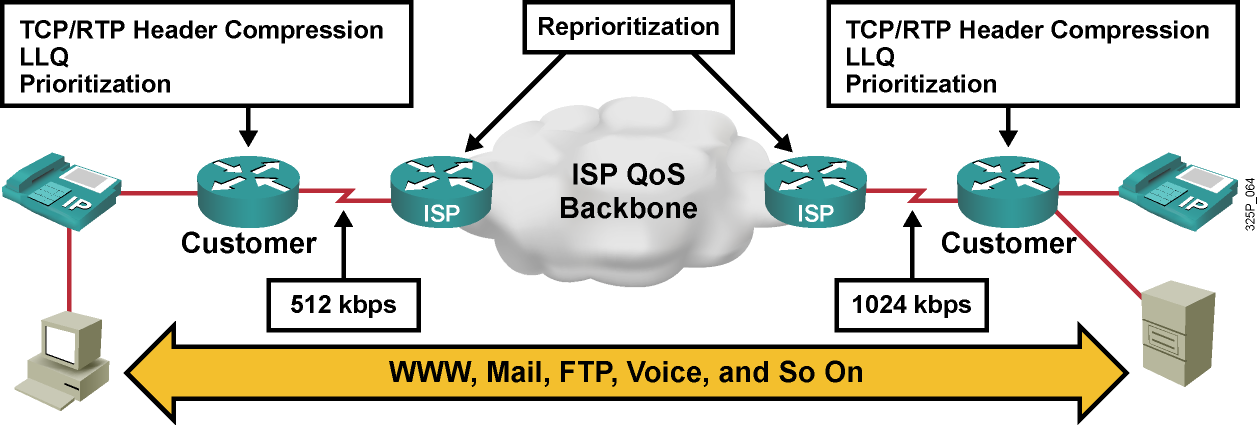 TCP/RTP Header Compression
LLQ
Prioritization
Reprioritization
TCP/RTP Header Compression
LLQ
Prioritization
IP
Customer
ISP
ISP QoS
Backbone
ISP
Customer
IP
325P_064
512 kbps
1024 kbps
WWW, Mail, FTP, Voice, and So On